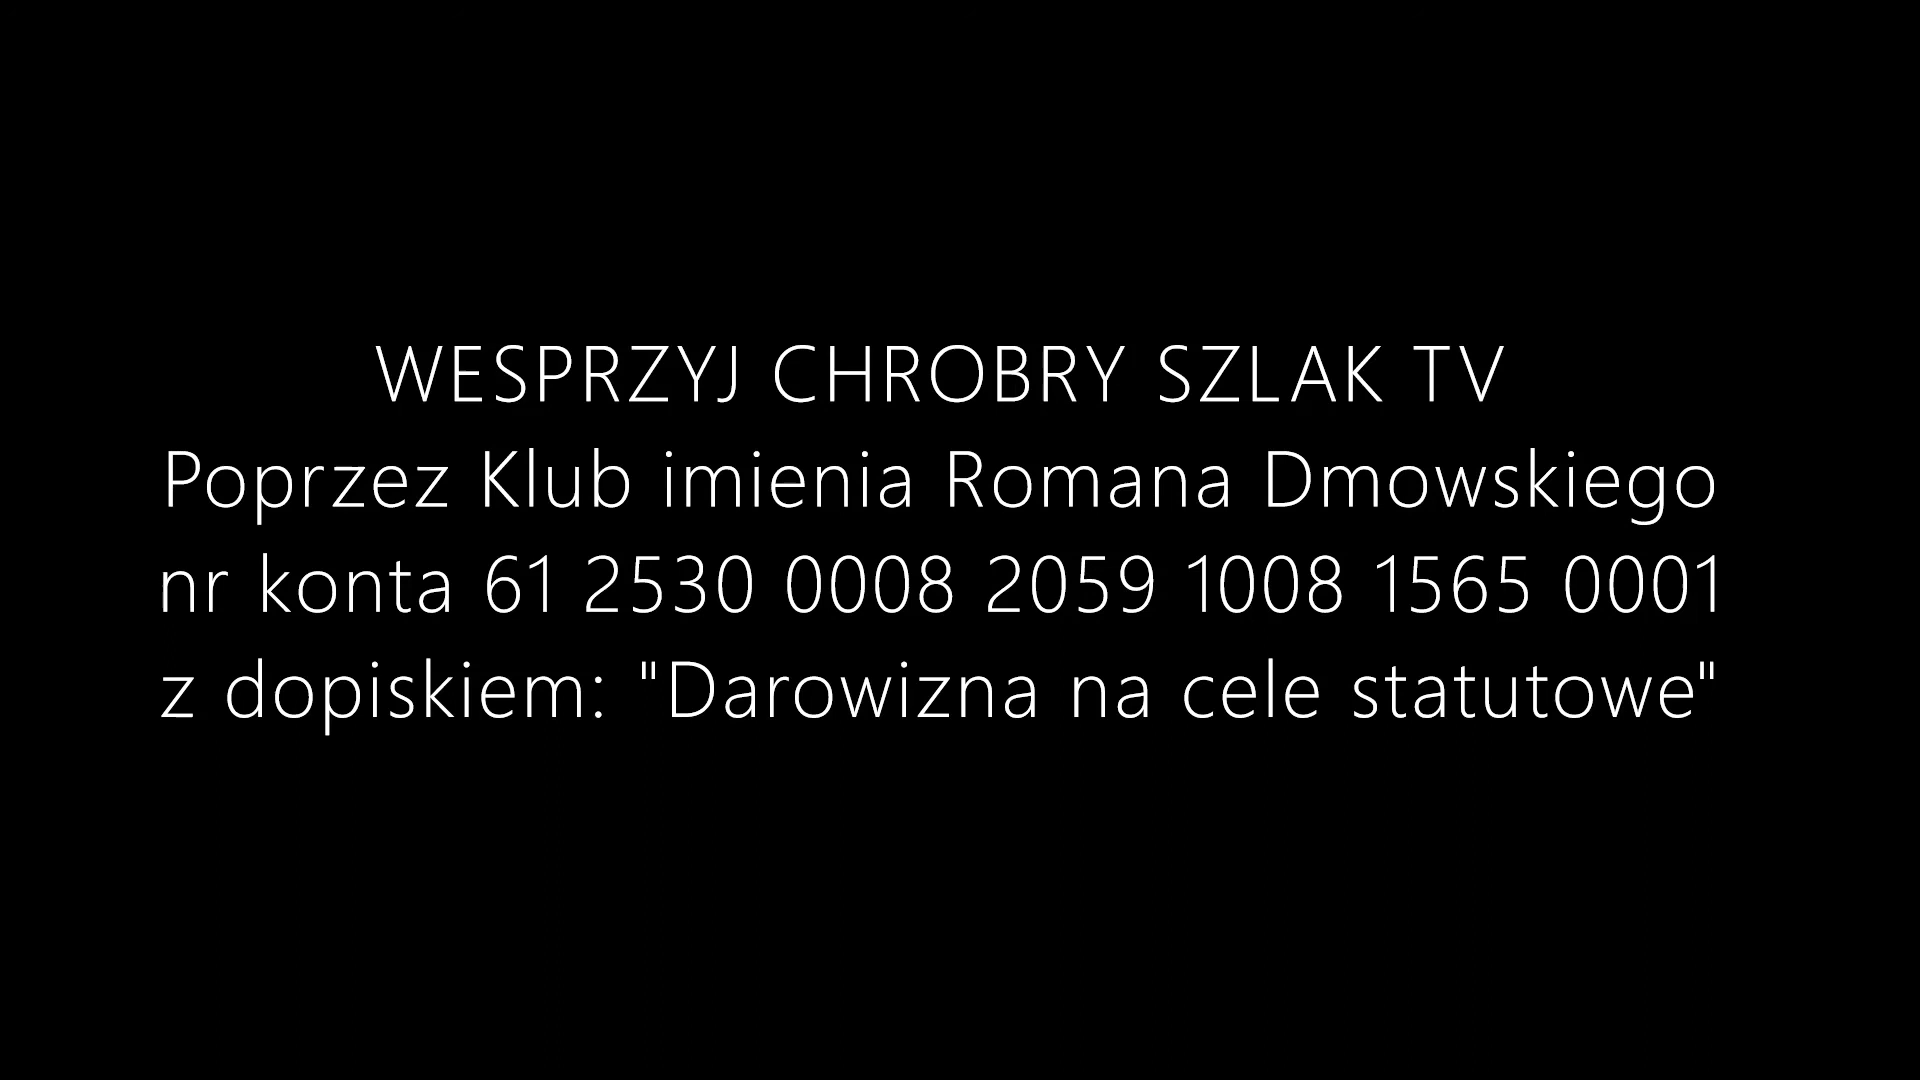 WESPRZYJ CHROBRY SZLAK TV
Poprzez Klub imienia Romana Dmowskiego
nr konta 61 2530 0008 2059 1008 1565 0001
z dopiskiem: "Darowizna na cele statutowe"